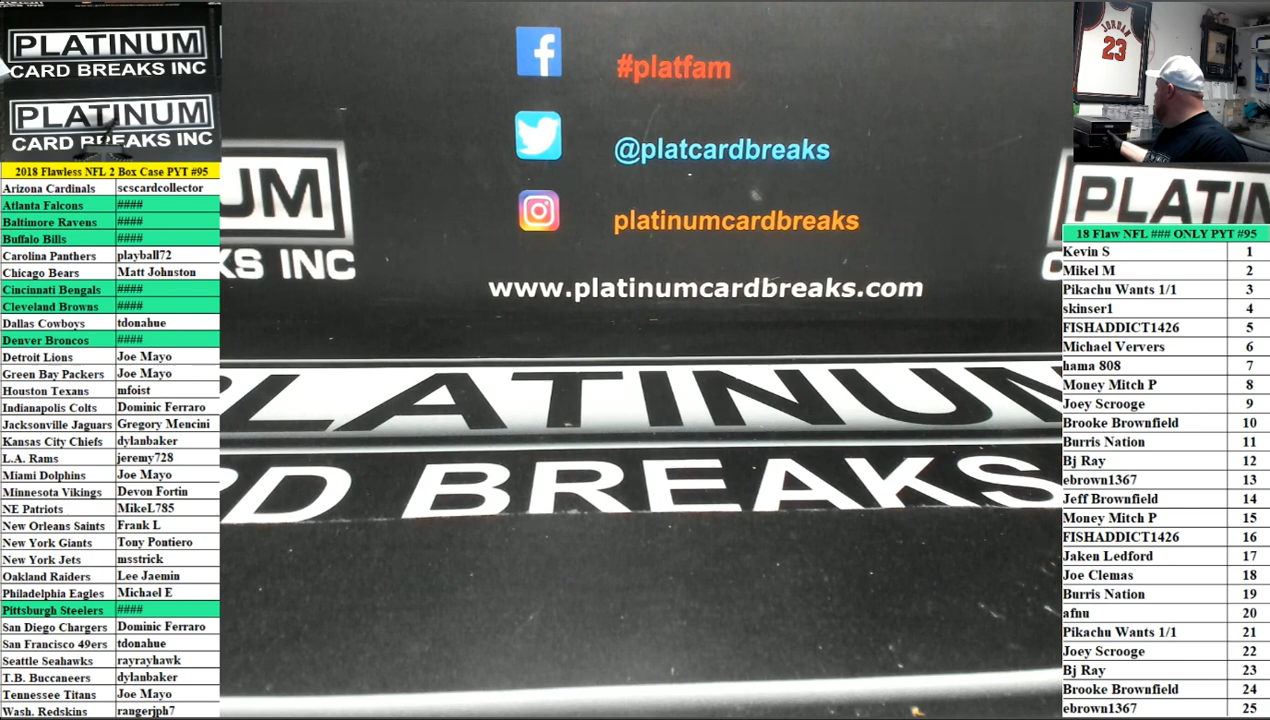 PLATINUM
CARD BREAKS INC
PLATINUM
CARD BREAKS INC
2018 Flawless NFL 2 Box Case PYT #95
Arizona Cardinals scscardcollector
Atlanta Falcons ####
Baltimore Ravens ####
Buffalo Bills ####
Carolina Panthers playball72
Chicago Bears Matt Johnston
Cincinnati Bengals ####
Cleveland Browns ####
Dallas Cowboys tdonahue
Denver Broncos ####
Detroit Lions Joe Mayo
Green Bay Packers Joe Mayo
Houston Texans mfoist
Indianapolis Colts Dominic Ferraro
Jacksonville Jaguars Gregory Mencini
Kansas City Chiefs dylanbaker
L.A. Rams jeremy728
Miami Dolphins Joe Mayo
Minnesota Vikings Devon Fortin
NE Patriots MikeL785
New Orleans Saints Frank L
New York Giants Tony Pontiero
New York Jets msstrick
Oakland Raiders Lee Jaemin
Philadelphia Eagles Michael E
Pittsburgh Steelers ####
San Diego Chargers Dominic Ferraro
San Francisco 49ers tdonahue
Seattle Seahawks rayrayhawk
T.B. Buccaneers dylanbaker
Tennessee Titans Joe Mayo
Wash. Redskins rangerjph7
#platfam
@platcardbreaks
platinumcardbreaks
www.platinumcardbreaks.com
UM
KS INC
PLATINUM
RD BREAKS
JORDAN
23
PLATIN
C
18 Flaw NFL ### ONLY PYT #95
Kevin S 1
Mikel M 2
Pikachu Wants 1/1 3
skinser1 4
FISHADDICT1426 5
Michael Ververs 6
hama 808 7
Money Mitch P 8
Joey Scrooge 9
Brooke Brownfield 10
Burris Nation 11
Bj Ray 12
ebrown1367 13
Jeff Brownfield 14
Money Mitch P 15
FISHADDICT1426 16
Jaken Ledford 17
Joe Clemas 18
Burris Nation 19
afnu 20
Pikachu Wants 1/1 21
Joey Scrooge 22
Bj Ray 23
Brooke Brownfield 24
ebrown1367 25